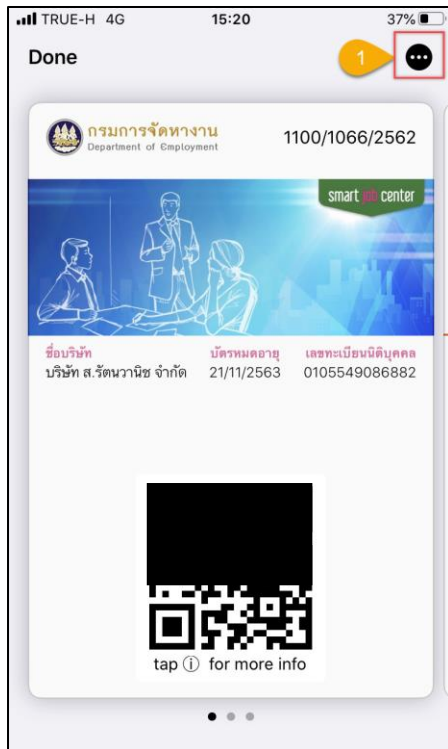 TRUE-H 4G 15:20 37%
Done
1
กรมการจัดหางาน
Department of Employment
1100/1066/2562
smart job center
ชื่อบริษัท บัตรหมดอายุ เลขทะเบียนนิติบุคคล
บริษัท ส.รัตนวานิช จำกัด 21/11/2563 0105549086882
tap ⓘ for more info